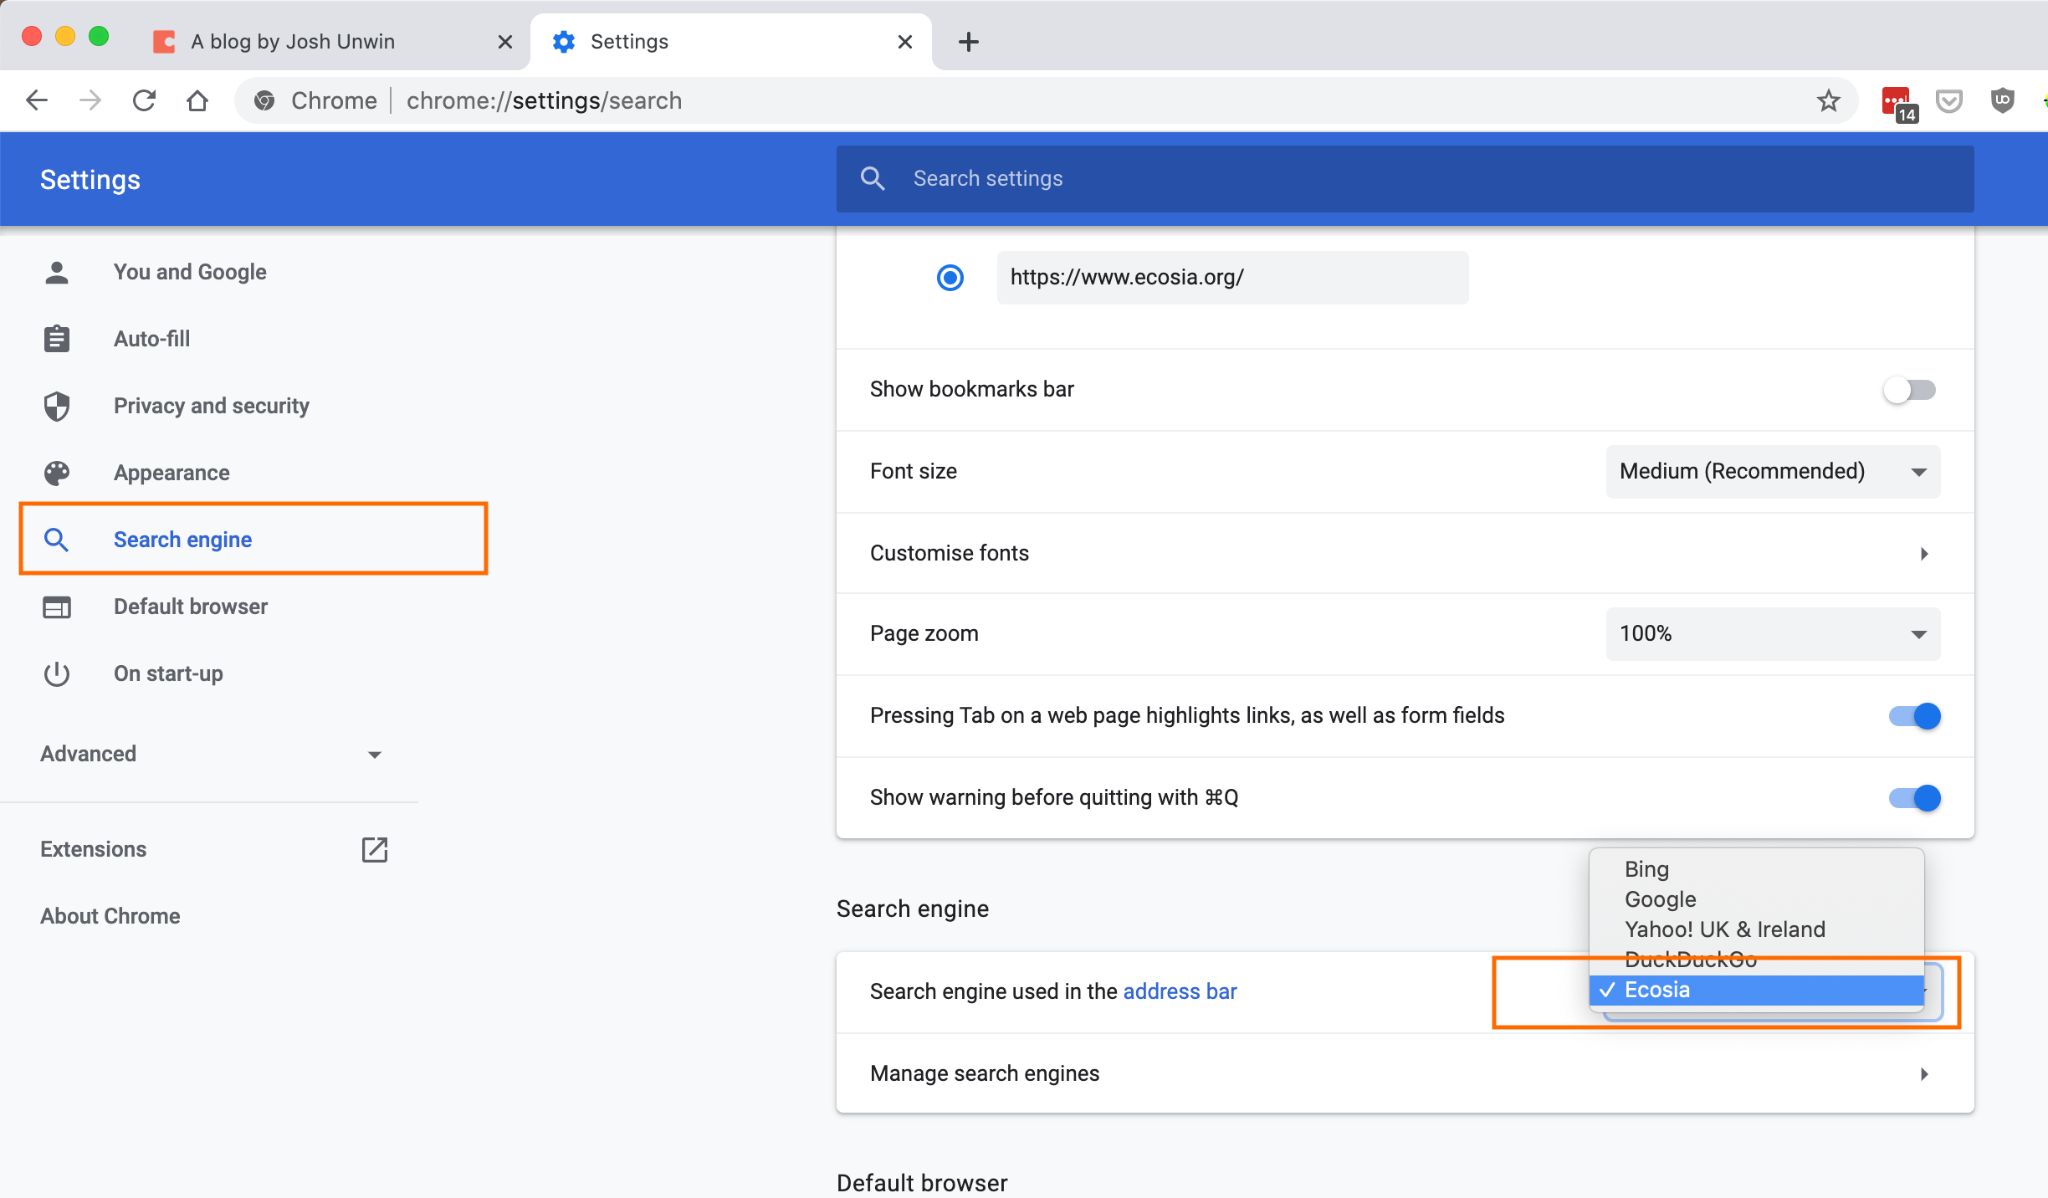 A blog by Josh Unwin
Settings
Chrome
chrome://settings/search
14
Settings
Search settings
You and Google
Auto-fill
Privacy and security
Appearance
Search engine
Default browser
On start-up
Advanced
Extensions
About Chrome
https://www.ecosia.org/
Show bookmarks bar
Font size
Medium (Recommended)
Customise fonts
Page zoom
100%
Pressing Tab on a web page highlights links, as well as form fields
Show warning before quitting with ⌘Q
Search engine
Bing
Google
Yahoo! UK & Ireland
DuckDuckGo
✓ Ecosia
Search engine used in the address bar
Manage search engines
Default browser